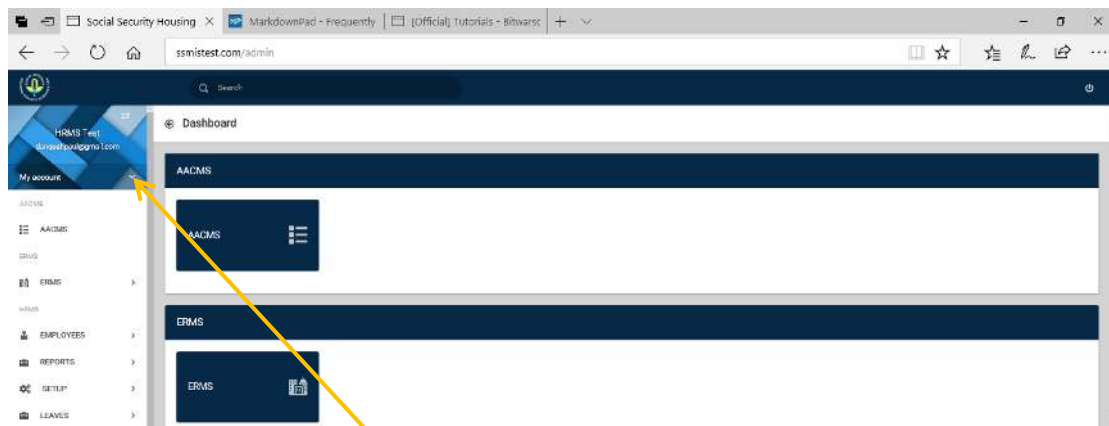 Social Security Housing
MarkdownPad - Frequently
[Official] Tutorials - Bitwarsc
ssmistest.com/admin
Search
HRMS Test
Dashboard
My account
AACMS
AACMS
AACMS
AACMS
ERMS
ERMS
ERMS
ERMS
HRMS
EMPLOYEES
REPORTS
SETUP
LEAVES